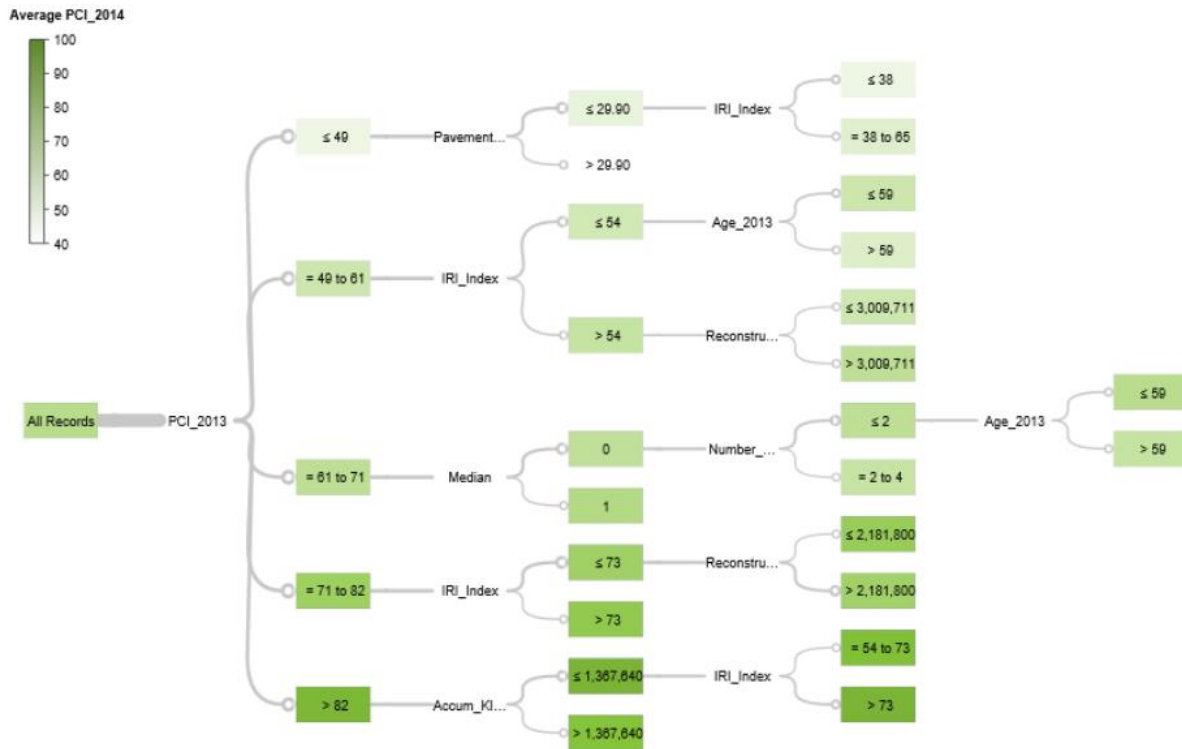 Average PCI_2014
100
90
80
70
60
50
40
All Records
PCI_2013
≤ 49
Pavement...
≤ 29.90
IRI_Index
≤ 38
= 38 to 65
> 29.90
= 49 to 61
IRI_Index
≤ 54
Age_2013
≤ 59
> 59
> 54
Reconstru...
≤ 3,009,711
> 3,009,711
= 61 to 71
Median
0
Number_...
≤ 2
Age_2013
≤ 59
> 59
= 2 to 4
1
= 71 to 82
IRI_Index
≤ 73
Reconstru...
≤ 2,181,800
> 2,181,800
> 73
> 82
Accum_Kl...
≤ 1,367,640
IRI_Index
= 54 to 73
> 73
> 1,367,640